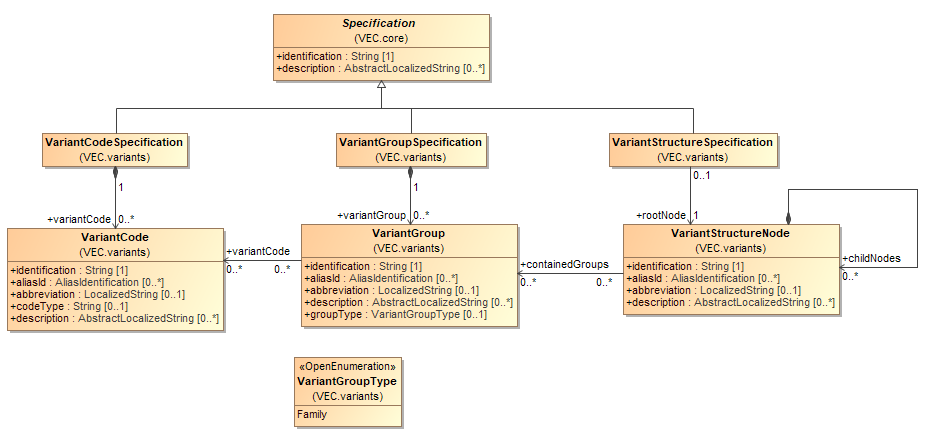 Specification
(VEC.core)
+identification : String [1]
+description : AbstractLocalizedString [0..*]
VariantCodeSpecification
(VEC.variants)
VariantGroupSpecification
(VEC.variants)
VariantStructureSpecification
(VEC.variants)
1
1
0..1
+variantCode
0..*
+variantGroup
0..*
+rootNode
1
VariantCode
(VEC.variants)
+identification : String [1]
+aliasId : AliasIdentification [0..*]
+abbreviation : LocalizedString [0..1]
+codeType : String [0..1]
+description : AbstractLocalizedString [0..*]
+variantCode
0..*
0..*
VariantGroup
(VEC.variants)
+identification : String [1]
+aliasId : AliasIdentification [0..*]
+abbreviation : LocalizedString [0..1]
+description : AbstractLocalizedString [0..*]
+groupType : VariantGroupType [0..1]
+containedGroups
0..*
0..*
VariantStructureNode
(VEC.variants)
+identification : String [1]
+aliasId : AliasIdentification [0..*]
+abbreviation : LocalizedString [0..1]
+description : AbstractLocalizedString [0..*]
+childNodes
0..*
«OpenEnumeration»
VariantGroupType
(VEC.variants)
Family